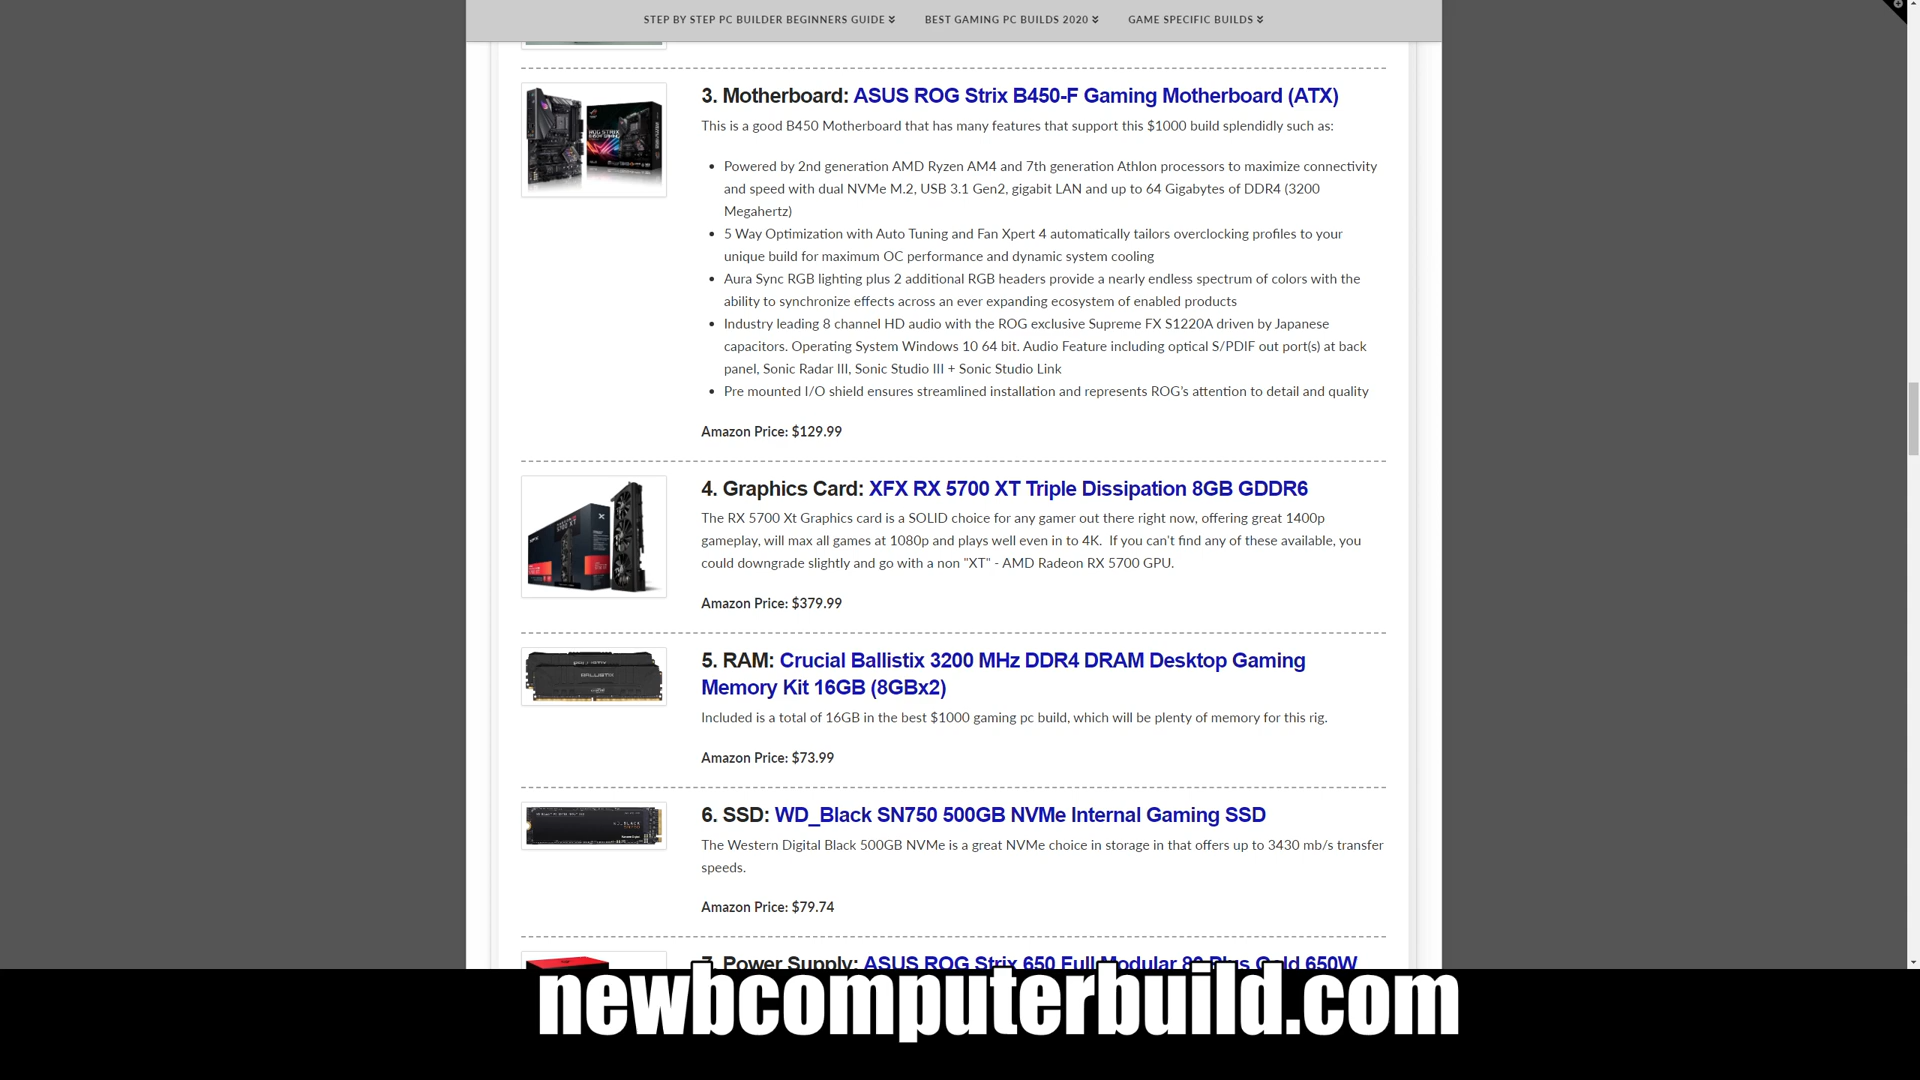 STEP BY STEP PC BUILDER BEGINNERS GUIDE
BEST GAMING PC BUILDS 2020
GAME SPECIFIC BUILDS
3. Motherboard: ASUS ROG Strix B450-F Gaming Motherboard (ATX)
This is a good B450 Motherboard that has many features that support this $1000 build splendidly such as:
• Powered by 2nd generation AMD Ryzen AM4 and 7th generation Athlon processors to maximize connectivity
and speed with dual NVMe M.2, USB 3.1 Gen2, gigabit LAN and up to 64 Gigabytes of DDR4 (3200
Megahertz)
• 5 Way Optimization with Auto Tuning and Fan Xpert 4 automatically tailors overclocking profiles to your
unique build for maximum OC performance and dynamic system cooling
• Aura Sync RGB lighting plus 2 additional RGB headers provide a nearly endless spectrum of colors with the
ability to synchronize effects across an ever expanding ecosystem of enabled products
• Industry leading 8 channel HD audio with the ROG exclusive Supreme FX S1220A driven by Japanese
capacitors. Operating System Windows 10 64 bit. Audio Feature including optical S/PDIF out port(s) at back
panel, Sonic Radar III, Sonic Studio III + Sonic Studio Link
• Pre mounted I/O shield ensures streamlined installation and represents ROG’s attention to detail and quality
Amazon Price: $129.99
4. Graphics Card: XFX RX 5700 XT Triple Dissipation 8GB GDDR6
The RX 5700 Xt Graphics card is a SOLID choice for any gamer out there right now, offering great 1400p
gameplay, will max all games at 1080p and plays well even in to 4K. If you can't find any of these available, you
could downgrade slightly and go with a non "XT" - AMD Radeon RX 5700 GPU.
Amazon Price: $379.99
BALLISTIX
5. RAM: Crucial Ballistix 3200 MHz DDR4 DRAM Desktop Gaming
Memory Kit 16GB (8GBx2)
Included is a total of 16GB in the best $1000 gaming pc build, which will be plenty of memory for this rig.
Amazon Price: $73.99
6. SSD: WD_Black SN750 500GB NVMe Internal Gaming SSD
The Western Digital Black 500GB NVMe is a great NVMe choice in storage in that offers up to 3430 mb/s transfer
speeds.
Amazon Price: $79.74
7. Power Supply: ASUS ROG Strix 650 Full Modular 80 Plus Gold 650W
newbcomputerbuild.com